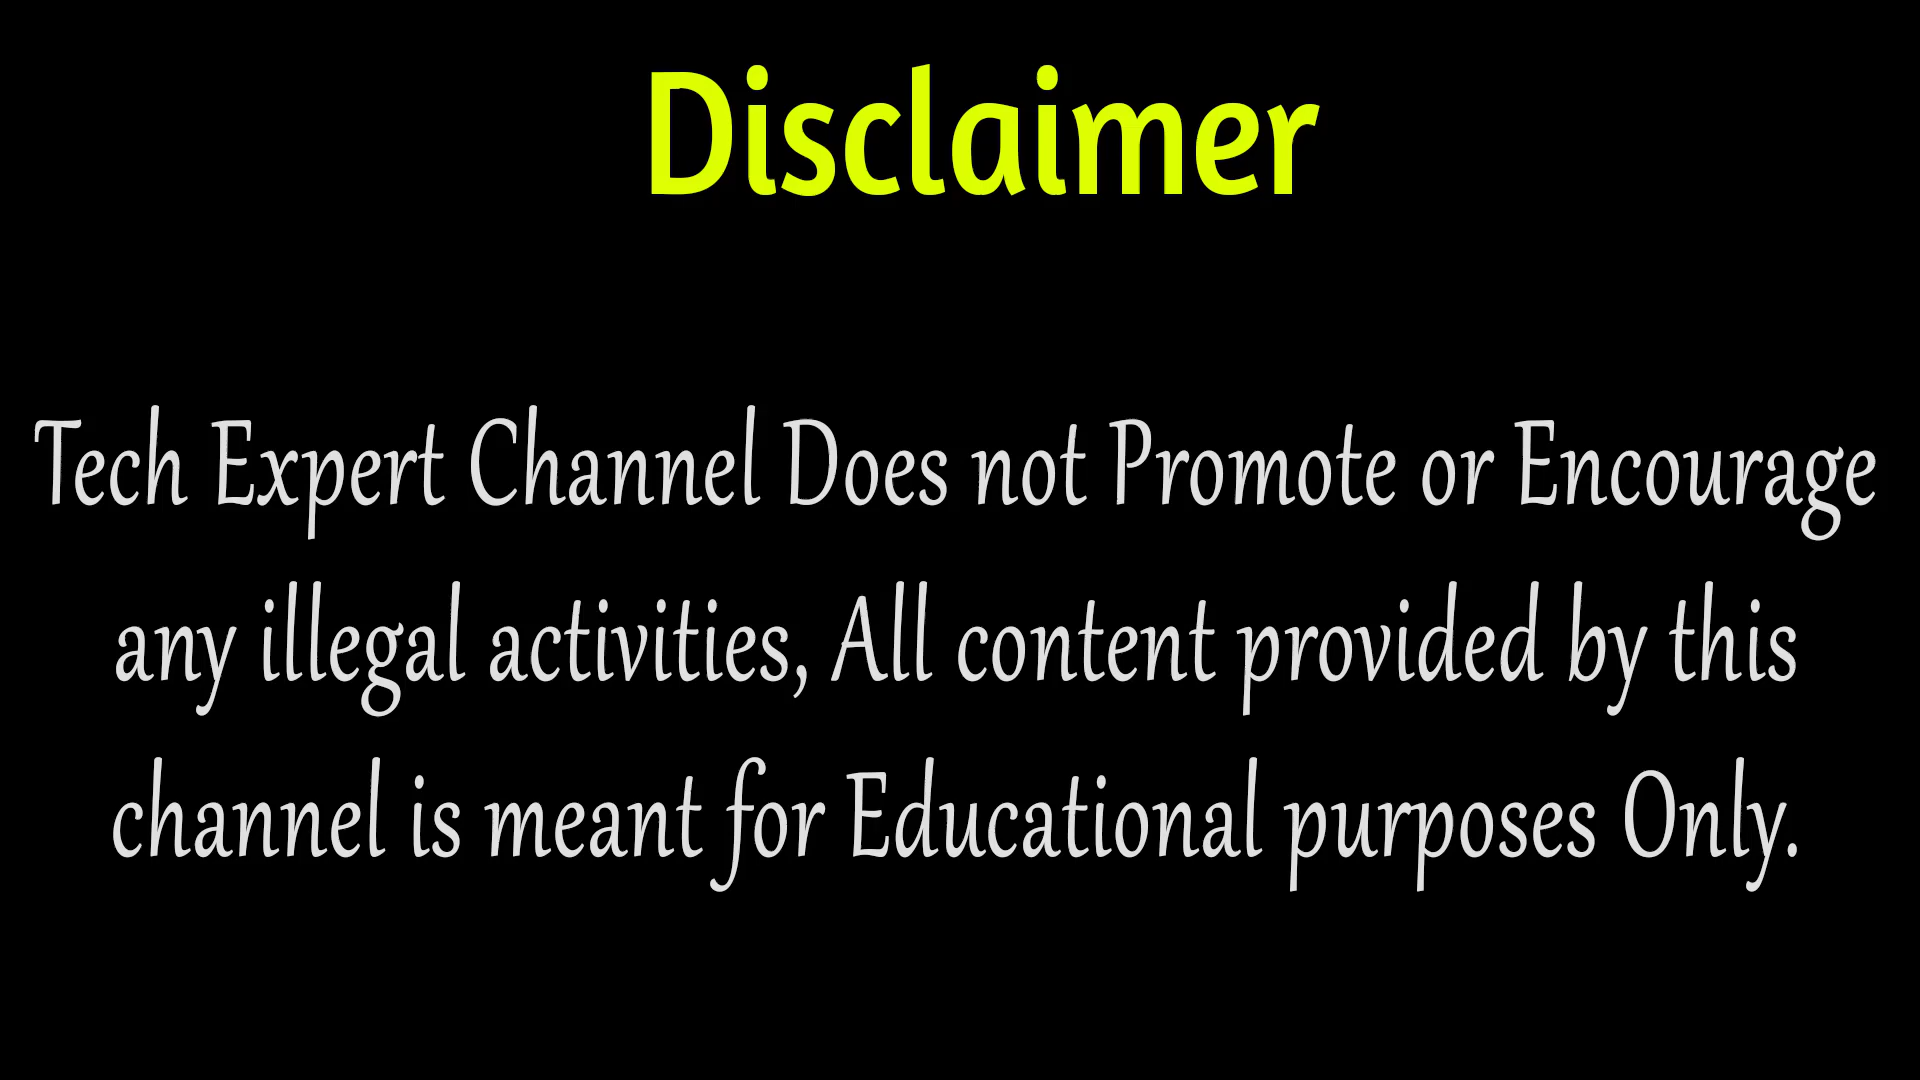 Disclaimer
Tech Expert Channel Does not Promote or Encourage
any illegal activities, All content provided by this
channel is meant for Educational purposes Only.